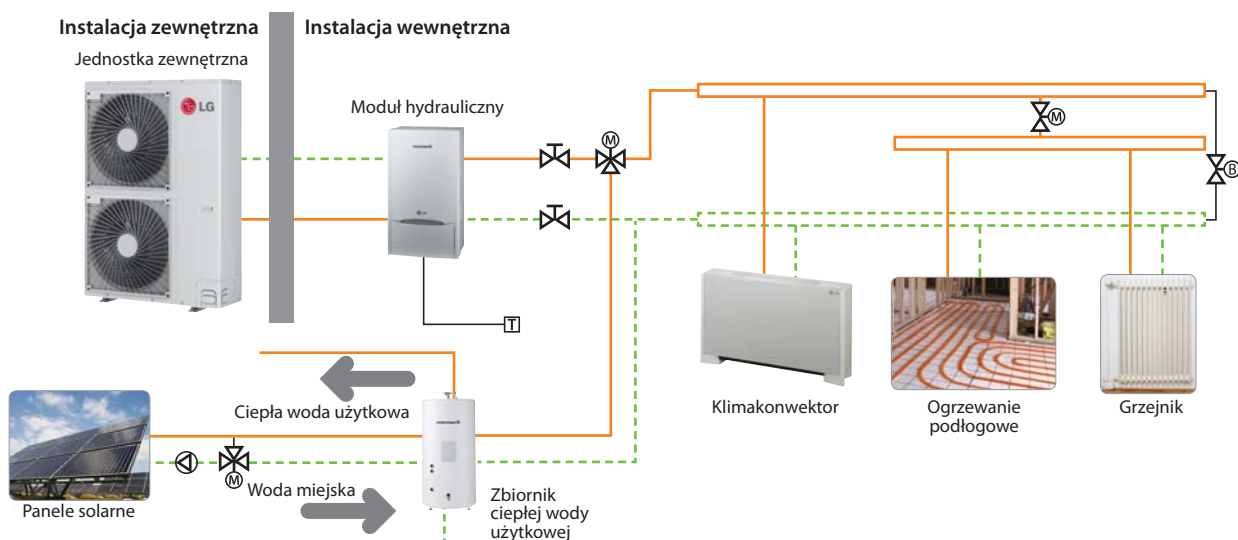 Instalacja zewnętrzna
Instalacja wewnętrzna
Jednostka zewnętrzna
LG
Moduł hydrauliczny
M
M
B
T
Ciepła woda użytkowa
Klimakonwektor
Ogrzewanie
podłogowe
Grzejnik
M
Woda miejska
Panele solarne
Zbiornik
ciepłej wody
użytkowej